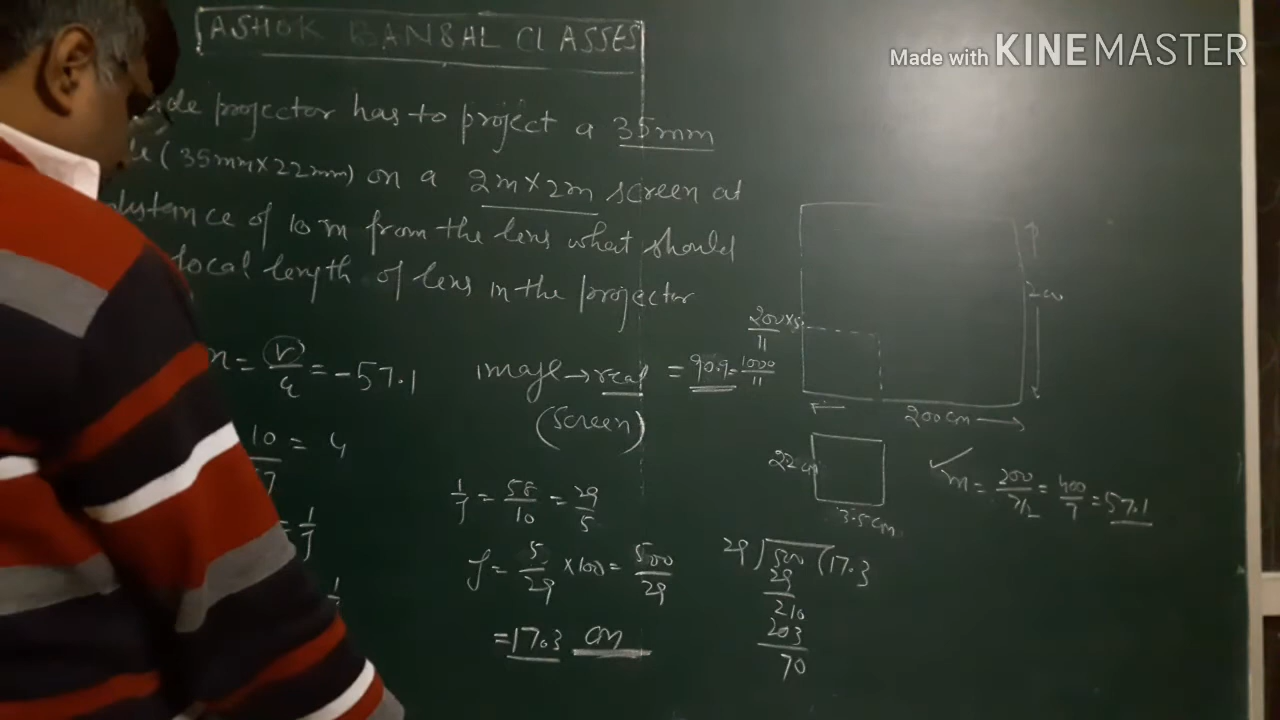 ASHOK BANSAL CLASSES
Made with KINEMASTER
projector has to project a 35mm
(35mm×22mm) on a 2m×2m screen at
distance of 10 m from the lens what should
focal length of lens in the projector
2m
200×5
11
= v/u = -57.1
image→real = 90.9 = 1000/11
(screen)
200cm →
22cm
3.5cm
m = 200/7/2 = 400/7 = 57.1
10 = u
= 1/f
1/f = 58/10 = 29/5
f = 5/29 ×100 = 500/29
= 17.3 cm
29)500(17.3
29
210
203
70